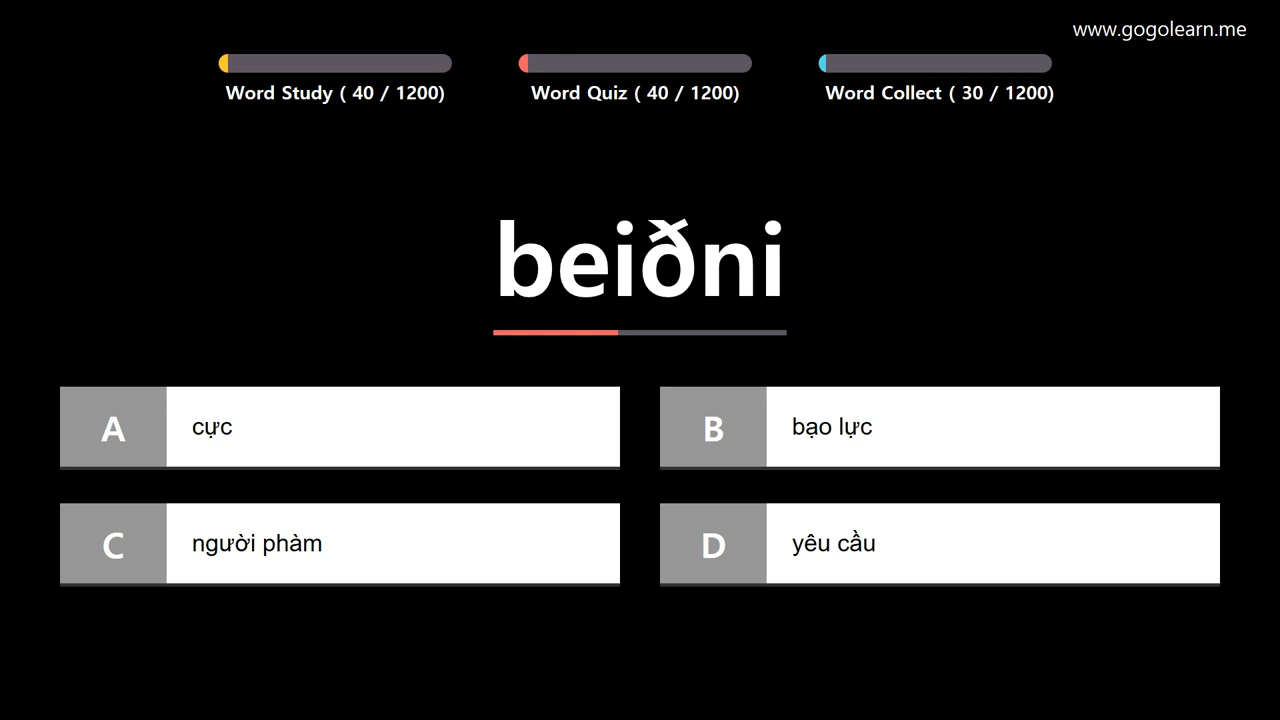 www.gogolearn.me
Word Study ( 40 / 1200)
Word Quiz ( 40 / 1200)
Word Collect ( 30 / 1200)
beiðni
A cực
B bạo lực
C người phàm
D yêu cầu